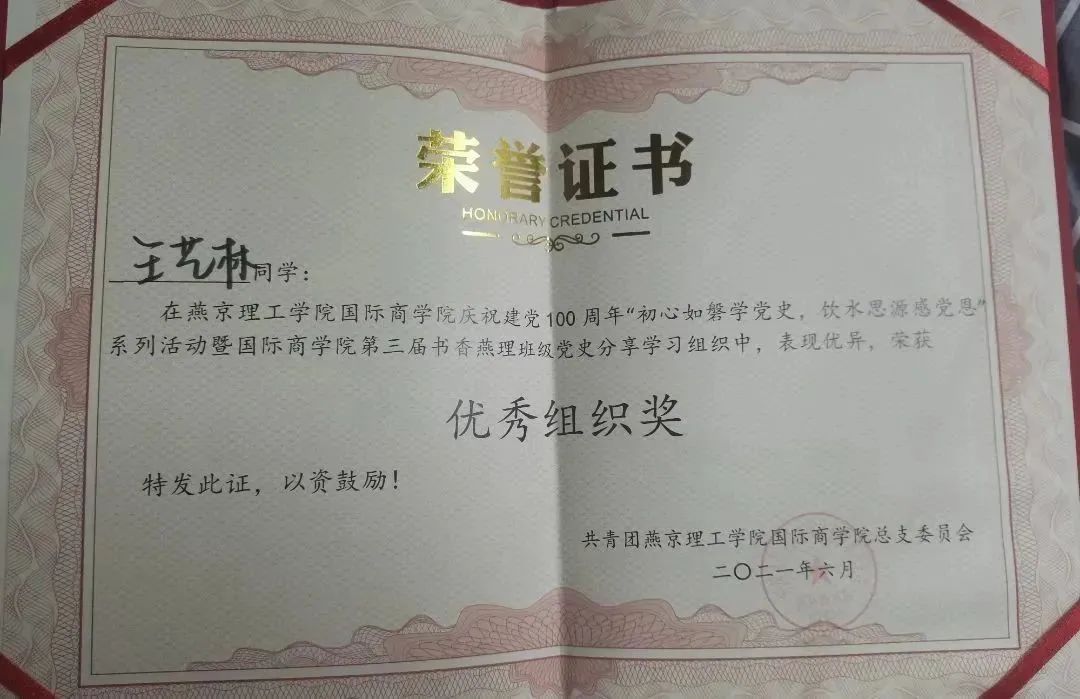 荣誉证书
HONORARY CREDENTIAL
王艺林同学：
在燕京理工学院国际商学院庆祝建党100周年“初心如磐学党史，饮水思源感党恩”
系列活动暨国际商学院第三届书香燕理班级党史分享学习组织中，表现优异，荣获
优秀组织奖
特发此证，以资鼓励！
共青团燕京理工学院国际商学院总支委员会
二〇二一年六月